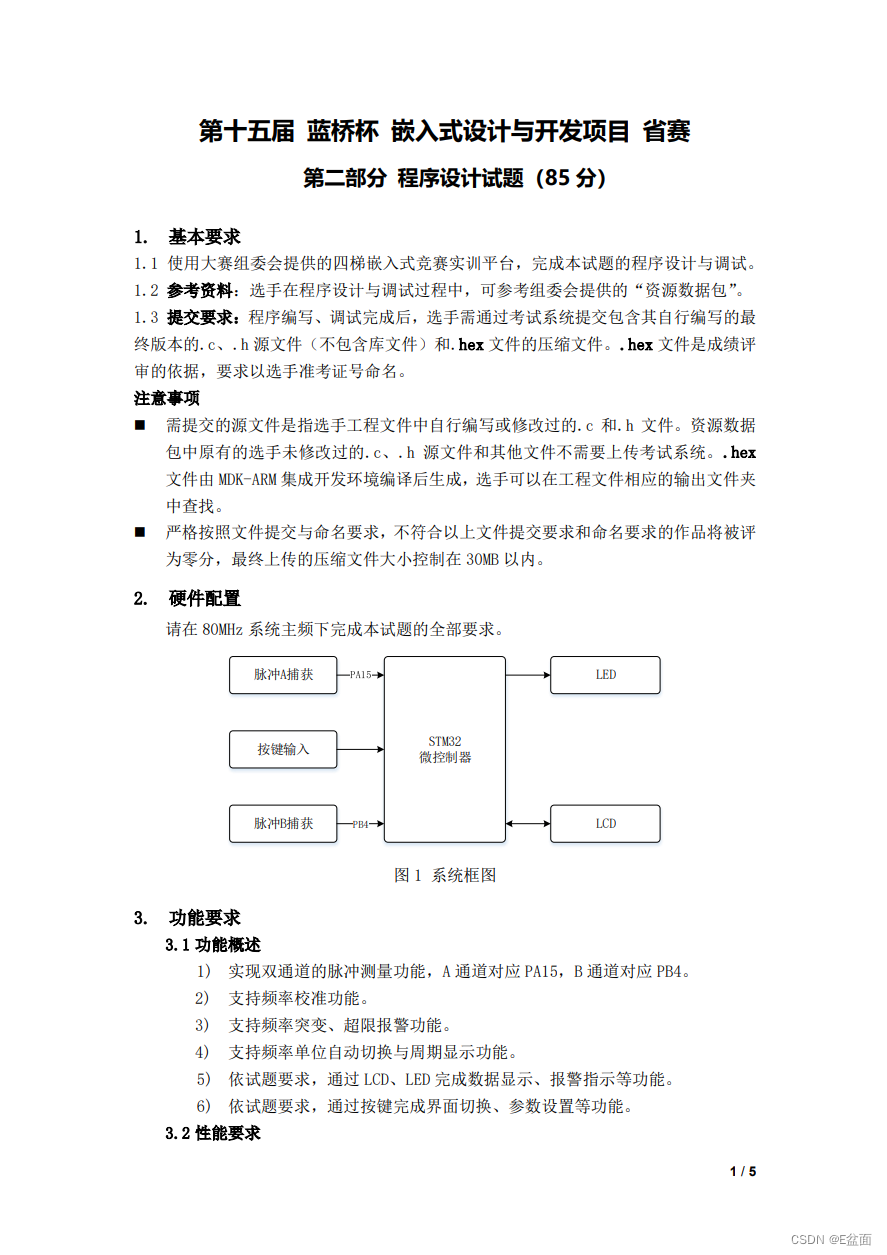 第十五届 蓝桥杯 嵌入式设计与开发项目 省赛
第二部分 程序设计试题（85 分）
1. 基本要求
1.1 使用大赛组委会提供的四梯嵌入式竞赛实训平台，完成本试题的程序设计与调试。
1.2 参考资料：选手在程序设计与调试过程中，可参考组委会提供的“资源数据包”。
1.3 提交要求：程序编写、调试完成后，选手需通过考试系统提交包含其自行编写的最
终版本的.c、.h 源文件（不包含库文件）和.hex 文件的压缩文件。.hex 文件是成绩评
审的依据，要求以选手准考证号命名。
注意事项
■ 需提交的源文件是指选手工程文件中自行编写或修改过的.c 和.h 文件。资源数据
包中原有的选手未修改过的.c、.h 源文件和其他文件不需要上传考试系统。.hex
文件由 MDK-ARM 集成开发环境编译后生成，选手可以在工程文件相应的输出文件夹
中查找。
■ 严格按照文件提交与命名要求，不符合以上文件提交要求和命名要求的作品将被评
为零分，最终上传的压缩文件大小控制在 30MB 以内。
2. 硬件配置
请在 80MHz 系统主频下完成本试题的全部要求。
脉冲A捕获
PA15
LED
按键输入
STM32
微控制器
脉冲B捕获
PB4
LCD
图 1 系统框图
3. 功能要求
3.1 功能概述
1) 实现双通道的脉冲测量功能，A 通道对应 PA15，B 通道对应 PB4。
2) 支持频率校准功能。
3) 支持频率突变、超限报警功能。
4) 支持频率单位自动切换与周期显示功能。
5) 依试题要求，通过 LCD、LED 完成数据显示、报警指示等功能。
6) 依试题要求，通过按键完成界面切换、参数设置等功能。
3.2 性能要求
1 / 5
CSDN @E盆面